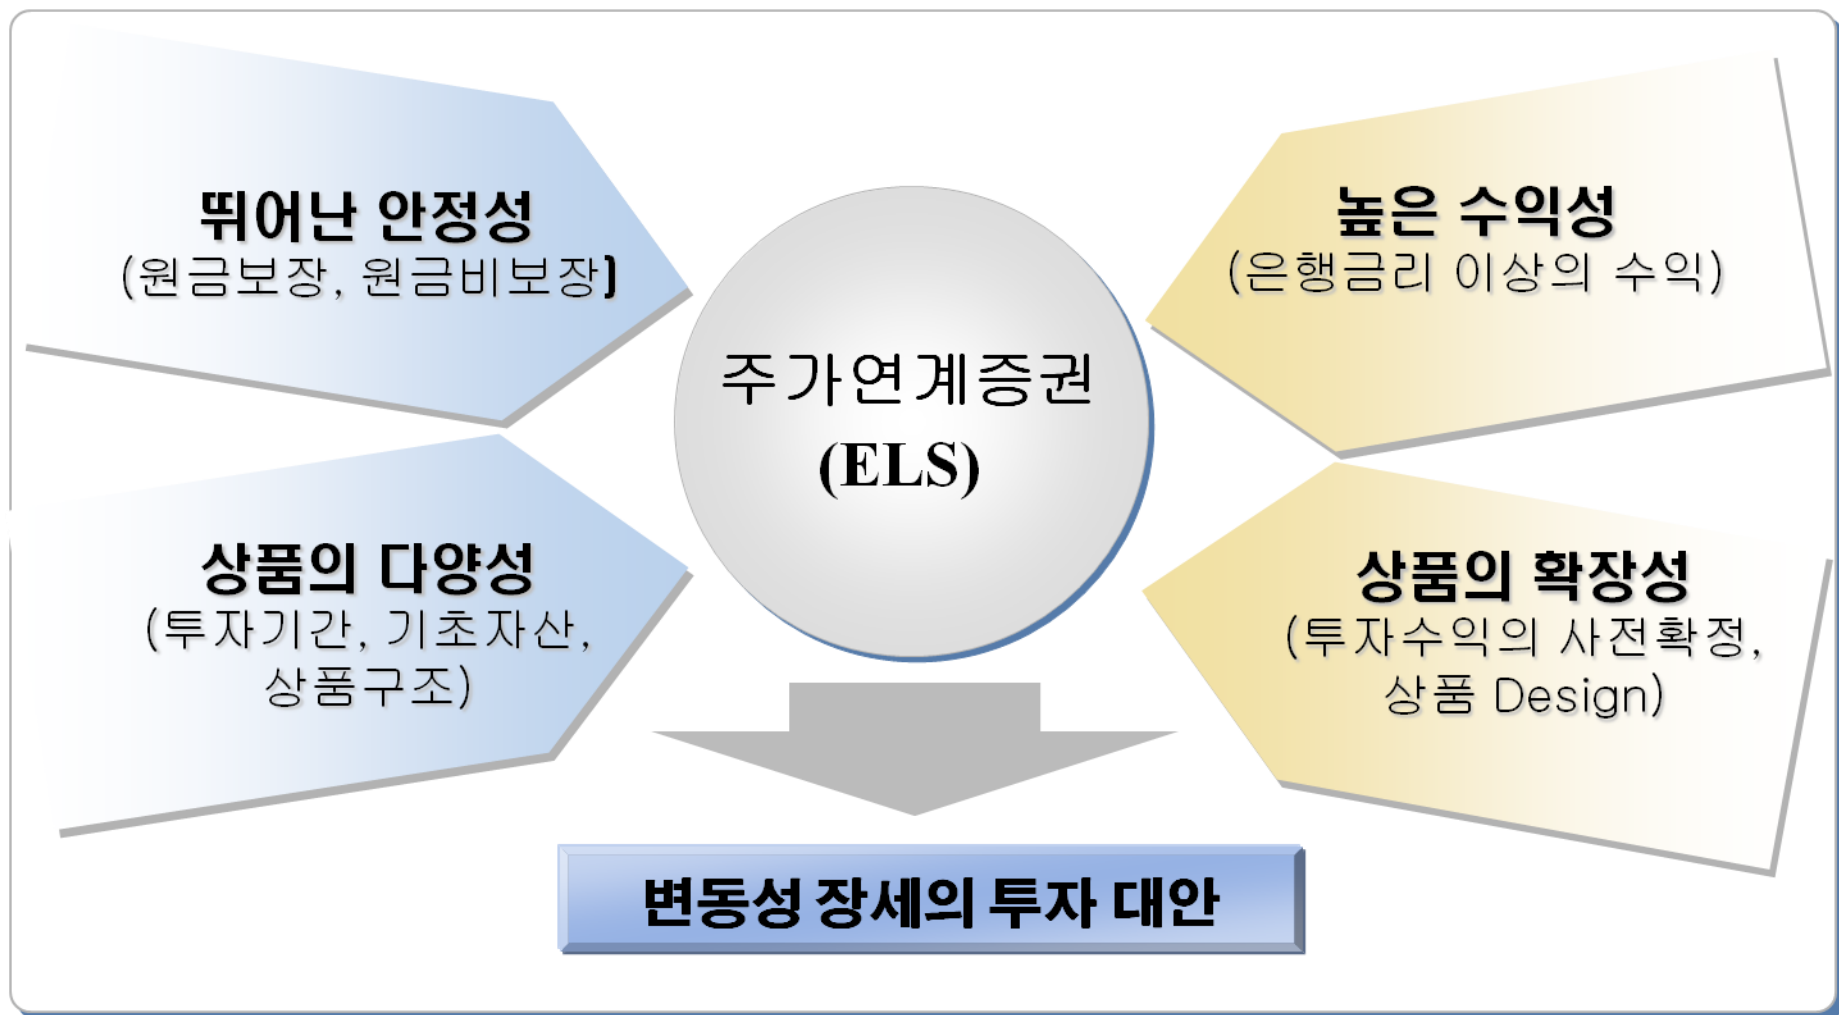 뛰어난 안정성
(원금보장, 원금비보장)
높은 수익성
(은행금리 이상의 수익)
주가연계증권
(ELS)
상품의 다양성
(투자기간, 기초자산,
상품구조)
상품의 확장성
(투자수익의 사전확정,
상품 Design)
변동성 장세의 투자 대안